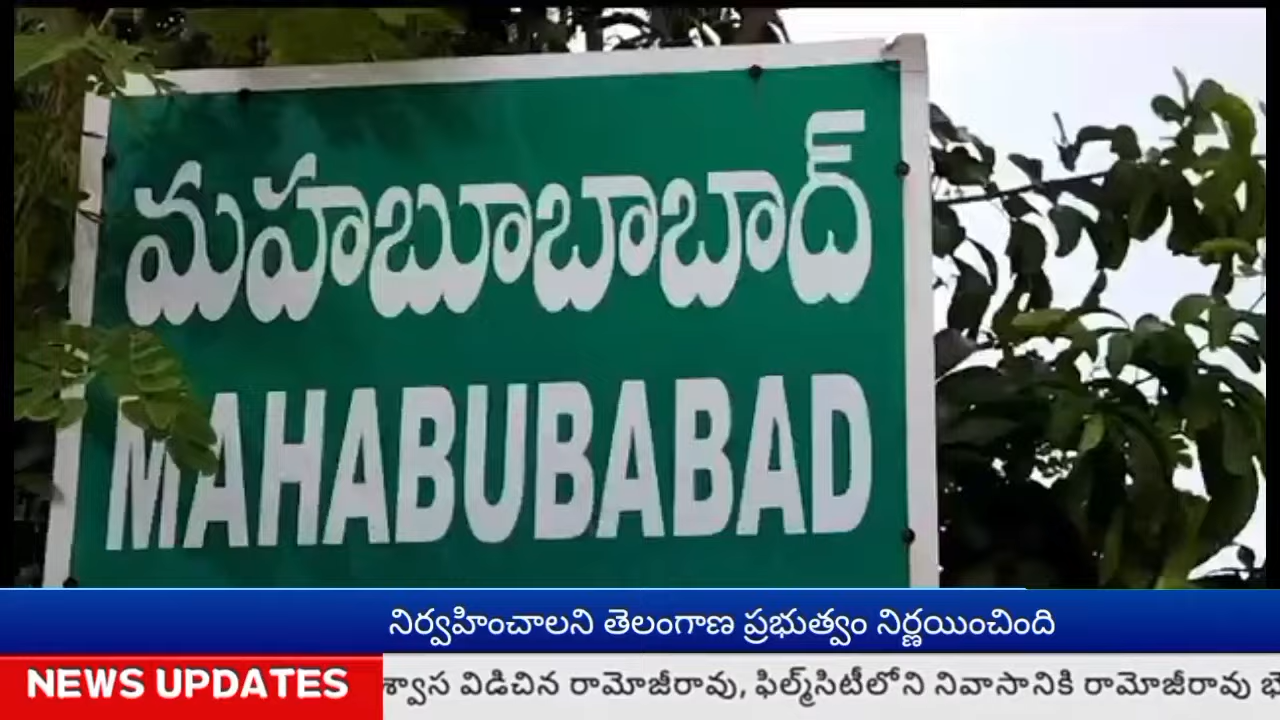 మహబూబాబాద్
MAHABUBABAD
నిర్వహించాలని తెలంగాణ ప్రభుత్వం నిర్ణయించింది
NEWS UPDATES
శ్వాస విడిచిన రామోజీరావు, ఫిల్మ్‌సిటీలోని నివాసానికి రామోజీరావు